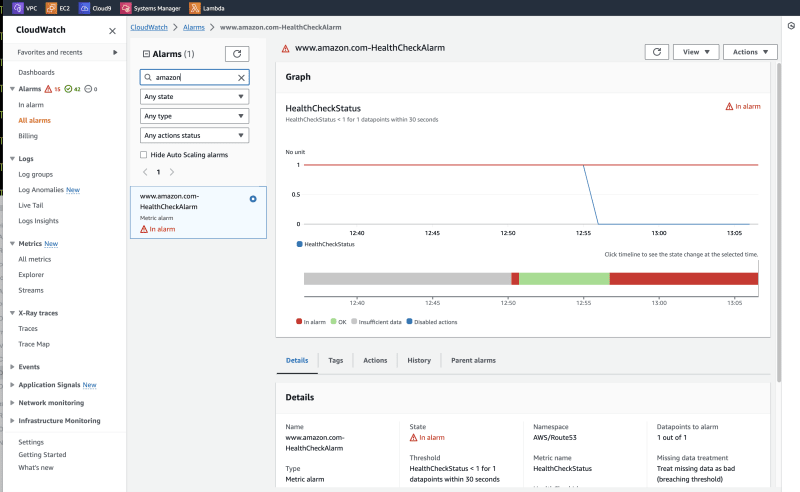 VPC EC2 Cloud9 Systems Manager Lambda
CloudWatch
Favorites and recents
Dashboards
Alarms 15 42 0
In alarm
All alarms
Billing
Logs
Log groups
Log Anomalies New
Live Tail
Logs Insights
Metrics New
All metrics
Explorer
Streams
X-Ray traces
Traces
Trace Map
Events
Application Signals New
Network monitoring
Infrastructure Monitoring
Settings
Getting Started
What's new
CloudWatch Alarms www.amazon.com-HealthCheckAlarm
Alarms (1)
amazon
Any state
Any type
Any actions status
Hide Auto Scaling alarms
1
www.amazon.com-
HealthCheckAlarm
Metric alarm
In alarm
www.amazon.com-HealthCheckAlarm
View
Actions
Graph
HealthCheckStatus
In alarm
HealthCheckStatus < 1 for 1 datapoints within 30 seconds
No unit
1
0.5
0
12:40 12:45 12:50 12:55 13:00 13:05
HealthCheckStatus
Click timeline to see the state change at the selected time.
12:40 12:45 12:50 12:55 13:00 13:05
In alarm OK Insufficient data Disabled actions
Details Tags Actions History Parent alarms
Details
Name
www.amazon.com-
HealthCheckAlarm
Type
Metric alarm
State
In alarm
Threshold
HealthCheckStatus < 1 for 1
datapoints within 30 seconds
Namespace
AWS/Route53
Metric name
HealthCheckStatus
Datapoints to alarm
1 out of 1
Missing data treatment
Treat missing data as bad
(breaching threshold)